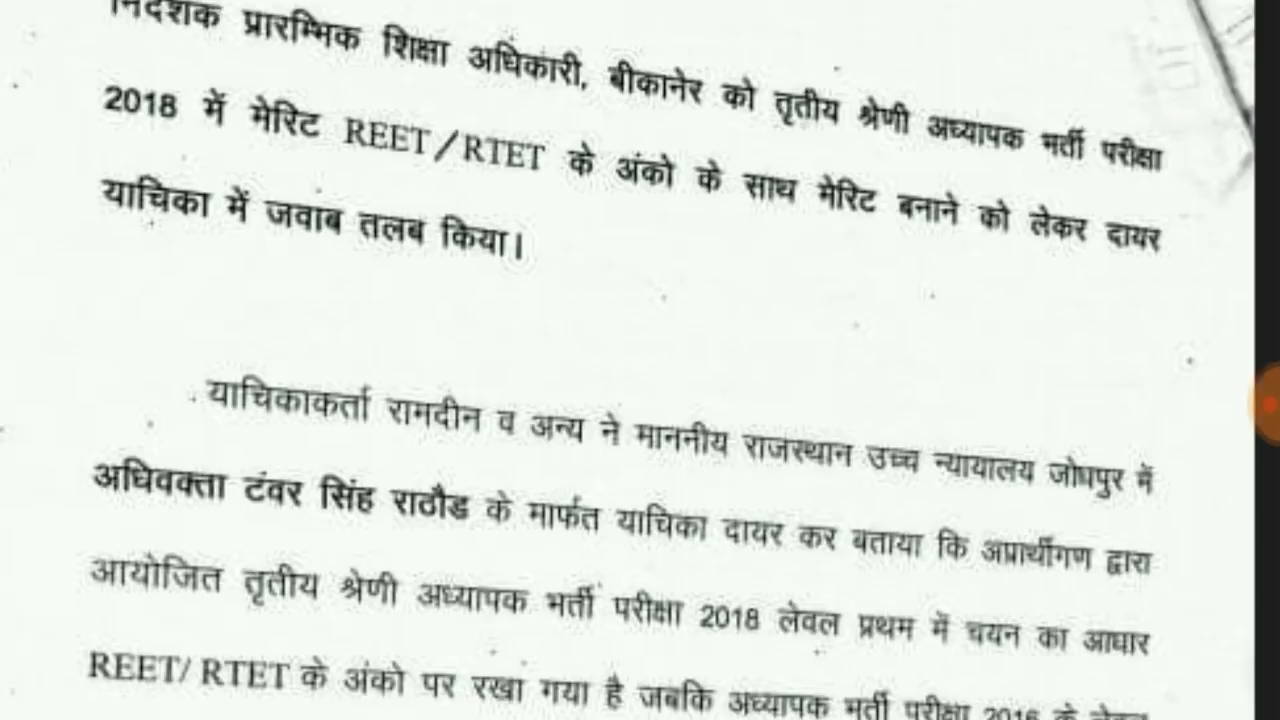 निदेशक प्रारम्भिक शिक्षा अधिकारी, बीकानेर को तृतीय श्रेणी अध्यापक भर्ती परीक्षा
2018 में मेरिट REET/RTET के अंको के साथ मेरिट बनाने को लेकर दायर
याचिका में जवाब तलब किया।
याचिकाकर्ता रामदीन व अन्य ने माननीय राजस्थान उच्च न्यायालय जोधपुर में
अधिवक्ता टंवर सिंह राठौड के मार्फत याचिका दायर कर बताया कि अप्रार्थीगण द्वारा
आयोजित तृतीय श्रेणी अध्यापक भर्ती परीक्षा 2018 लेवल प्रथम में चयन का आधार
REET/ RTET के अंको पर रखा गया है जबकि अध्यापक भर्ती परीक्षा 2016 के लेवल